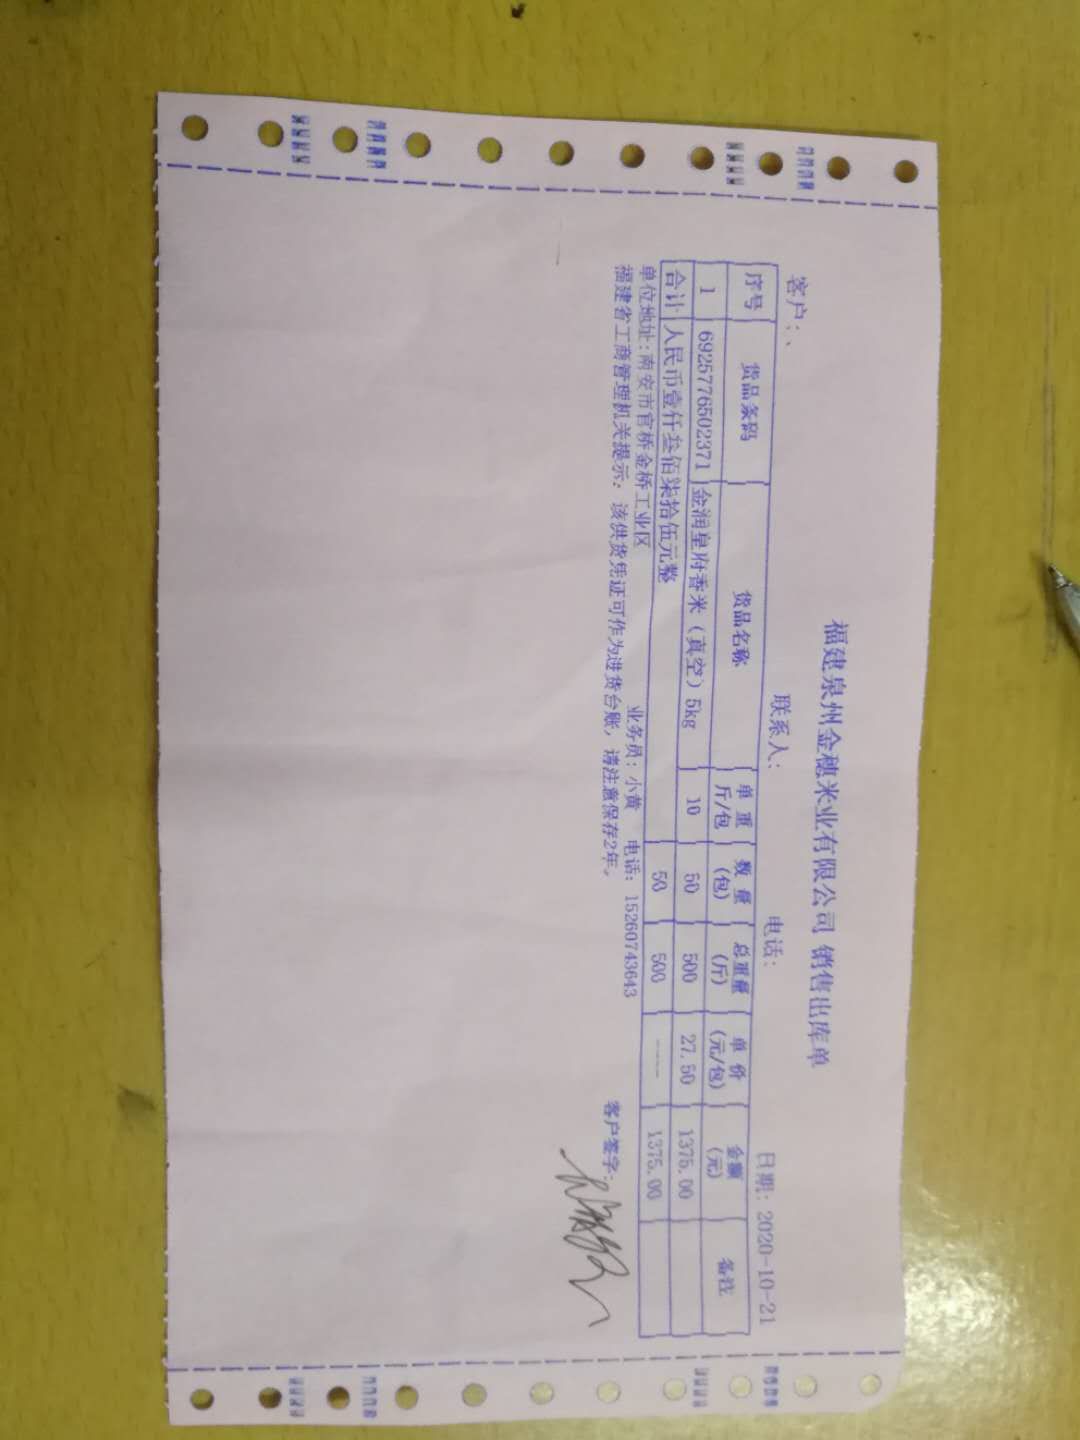 福建泉州金穗米业有限公司 销售出库单
客户:、 联系人: 电话: 日期: 2020-10-21
序号 货品条码 货品名称 单重 斤/包 数量 (包) 总重量 (斤) 单价 (元/包) 金额 (元) 备注
1 6925776502371 金润皇府香米(真空)5kg 10 50 500 27.50 1375.00
合计 人民币壹仟叁佰柒拾伍元整 50 500 ---- 1375.00
单位地址:南安市官桥金桥工业区 业务员:小黄 电话: 15260743643
福建省工商管理机关提示: 该供货凭证可作为进货台账, 请注意保存2年。 客户签字: